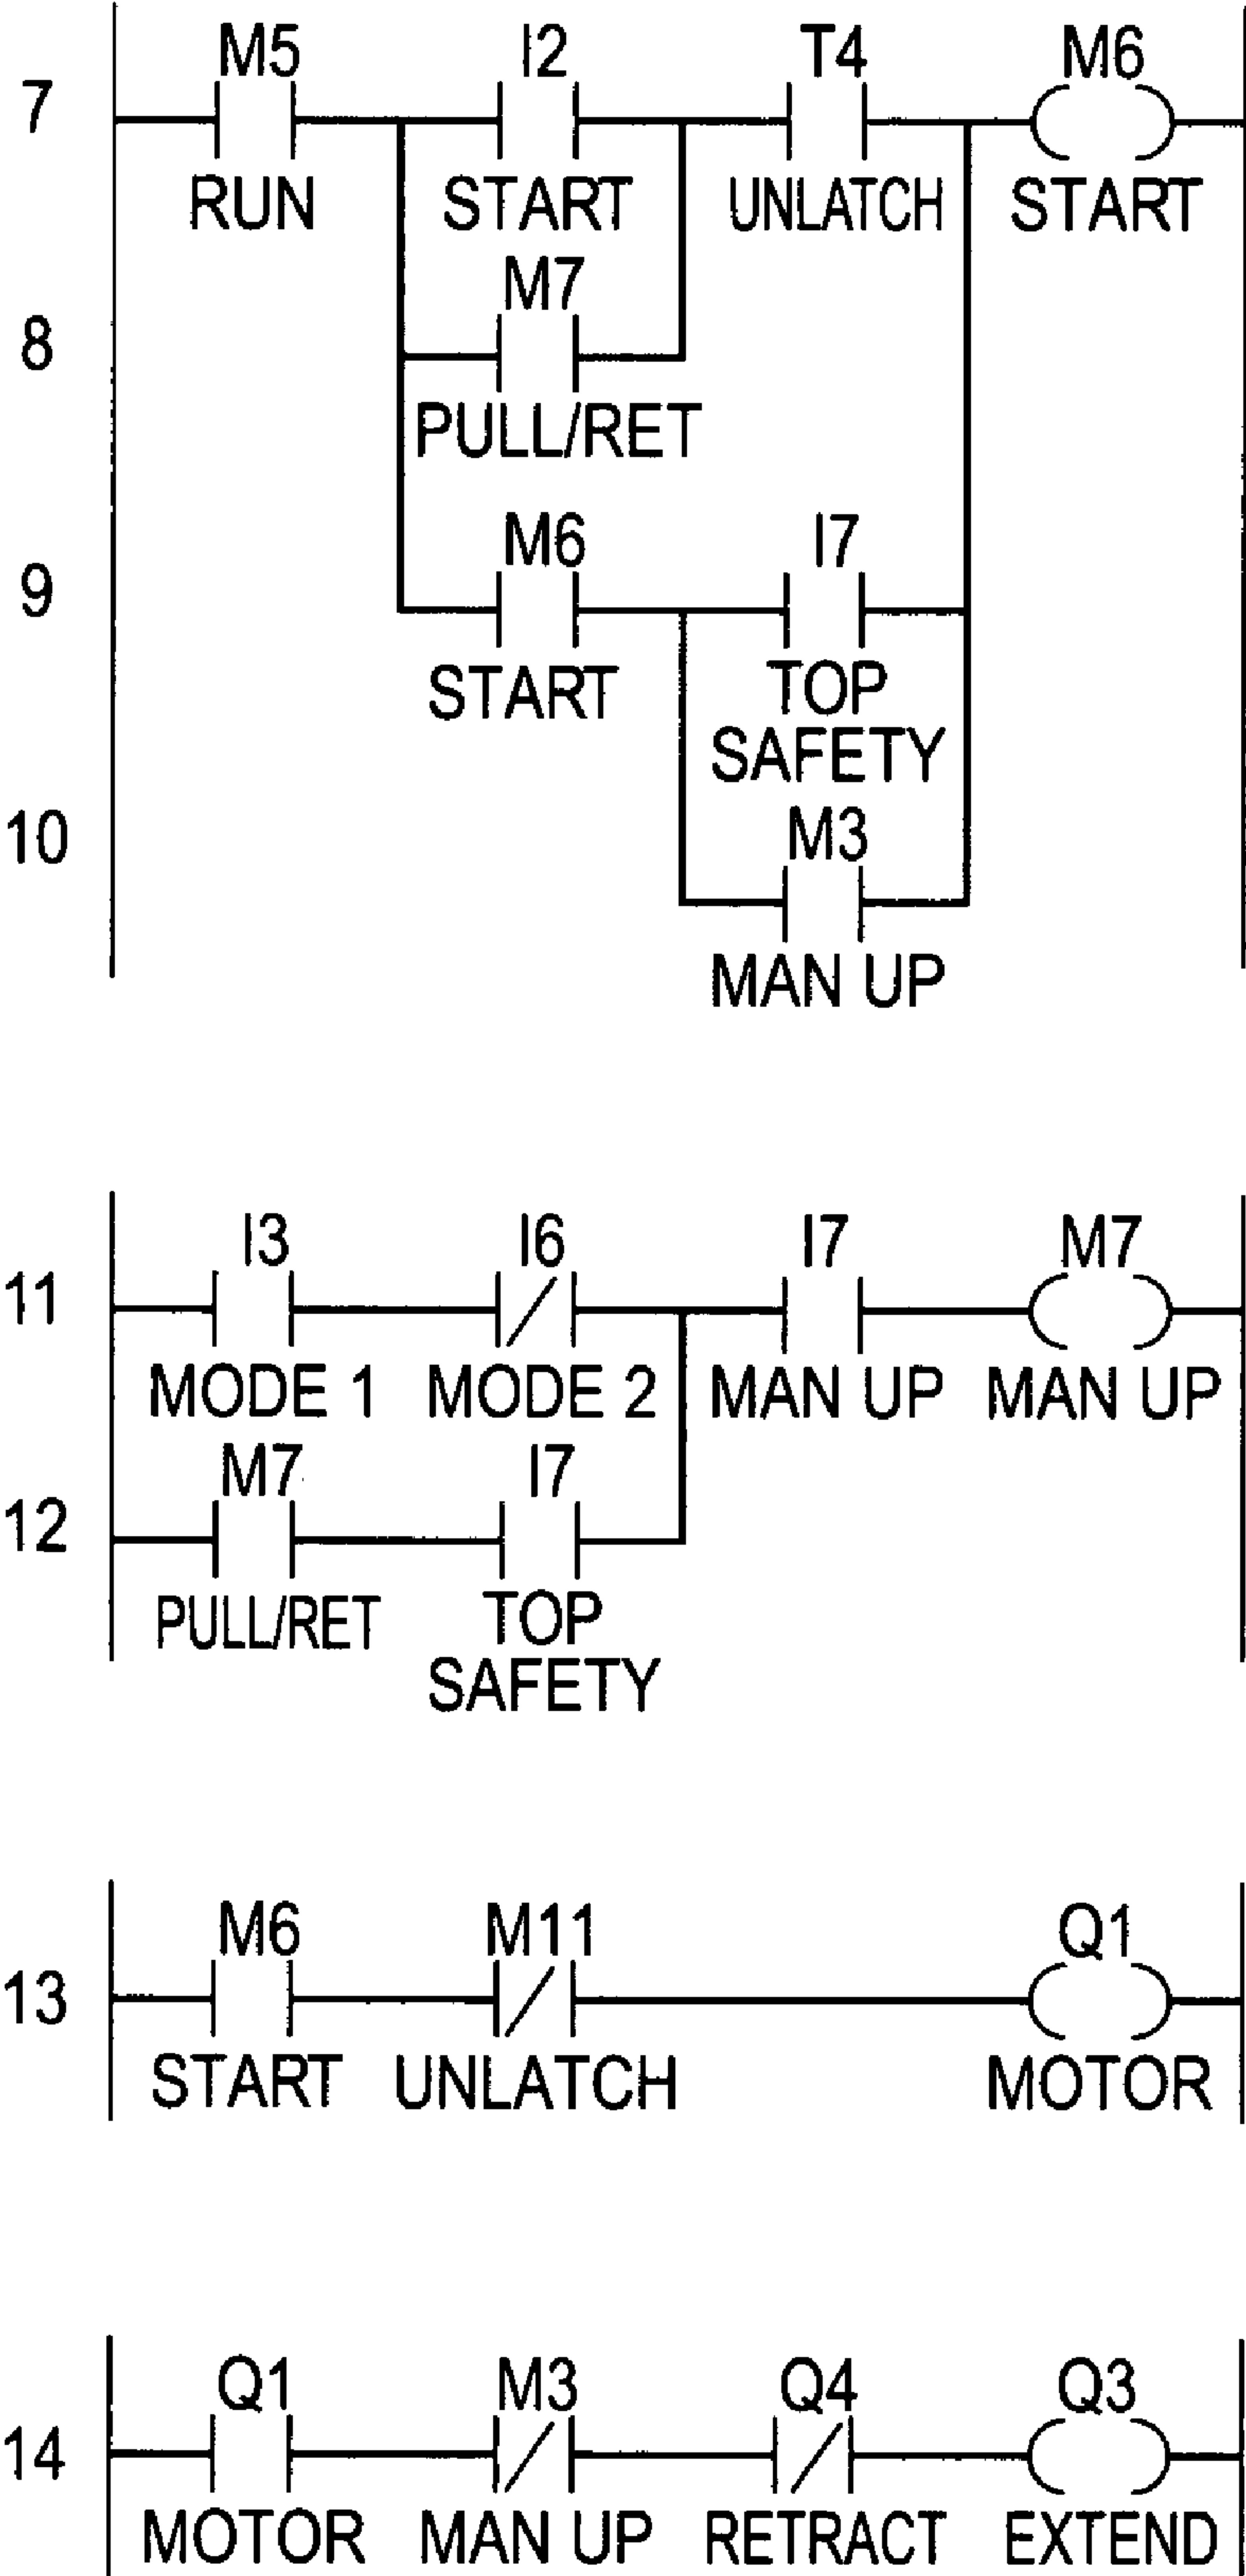 M5 I2 T4 M6
7
RUN START UNLATCH START
M7
8
PULL/RET
M6 I7
9
START TOP
SAFETY
M3
10
MAN UP
I3 I6 I7 M7
11
MODE 1 MODE 2 MAN UP MAN UP
M7 I7
12
PULL/RET TOP
SAFETY
M6 M11 Q1
13
START UNLATCH MOTOR
Q1 M3 Q4 Q3
14
MOTOR MAN UP RETRACT EXTEND